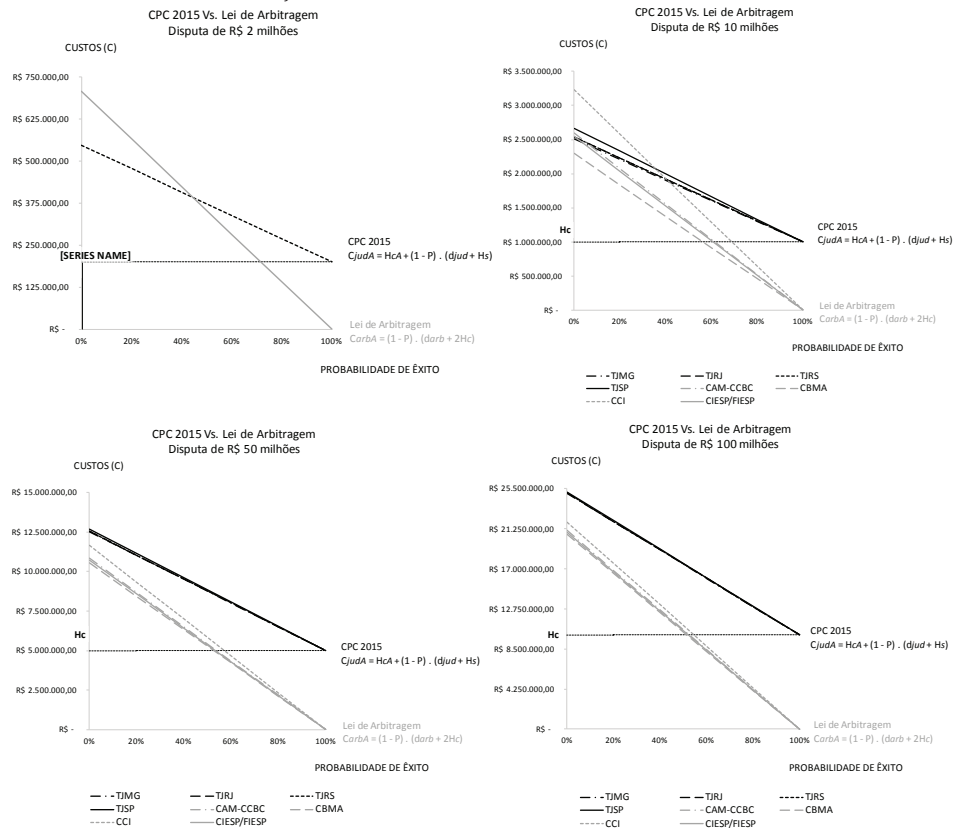 CPC 2015 Vs. Lei de Arbitragem
Disputa de R$ 2 milhões
CUSTOS (C)
R$ 750.000,00
R$ 625.000,00
R$ 500.000,00
R$ 375.000,00
R$ 250.000,00
[SERIES NAME]
R$ 125.000,00
R$ -
0% 20% 40% 60% 80% 100%
CPC 2015
CjudA = HcA + (1 - P) . (djud + Hs)
Lei de Arbitragem
CarbA = (1 - P) . (darb + 2Hc)
PROBABILIDADE DE ÊXITO
CPC 2015 Vs. Lei de Arbitragem
Disputa de R$ 10 milhões
CUSTOS (C)
R$ 3.500.000,00
R$ 3.000.000,00
R$ 2.500.000,00
R$ 2.000.000,00
R$ 1.500.000,00
Hc
R$ 1.000.000,00
R$ 500.000,00
R$ -
0% 20% 40% 60% 80% 100%
CPC 2015
CjudA = HcA + (1 - P) . (djud + Hs)
Lei de Arbitragem
CarbA = (1 - P) . (darb + 2Hc)
PROBABILIDADE DE ÊXITO
TJMG TJRJ TJRS
TJSP CAM-CCBC CBMA
CCI CIESP/FIESP
CPC 2015 Vs. Lei de Arbitragem
Disputa de R$ 50 milhões
CUSTOS (C)
R$ 15.000.000,00
R$ 12.500.000,00
R$ 10.000.000,00
R$ 7.500.000,00
Hc
R$ 5.000.000,00
R$ 2.500.000,00
R$ -
0% 20% 40% 60% 80% 100%
CPC 2015
CjudA = HcA + (1 - P) . (djud + Hs)
Lei de Arbitragem
CarbA = (1 - P) . (darb + 2Hc)
PROBABILIDADE DE ÊXITO
TJMG TJRJ TJRS
TJSP CAM-CCBC CBMA
CCI CIESP/FIESP
CPC 2015 Vs. Lei de Arbitragem
Disputa de R$ 100 milhões
CUSTOS (C)
R$ 25.500.000,00
R$ 21.250.000,00
R$ 17.000.000,00
R$ 12.750.000,00
Hc
R$ 8.500.000,00
R$ 4.250.000,00
R$ -
0% 20% 40% 60% 80% 100%
CPC 2015
CjudA = HcA + (1 - P) . (djud + Hs)
Lei de Arbitragem
CarbA = (1 - P) . (darb + 2Hc)
PROBABILIDADE DE ÊXITO
TJMG TJRJ TJRS
TJSP CAM-CCBC CBMA
CCI CIESP/FIESP